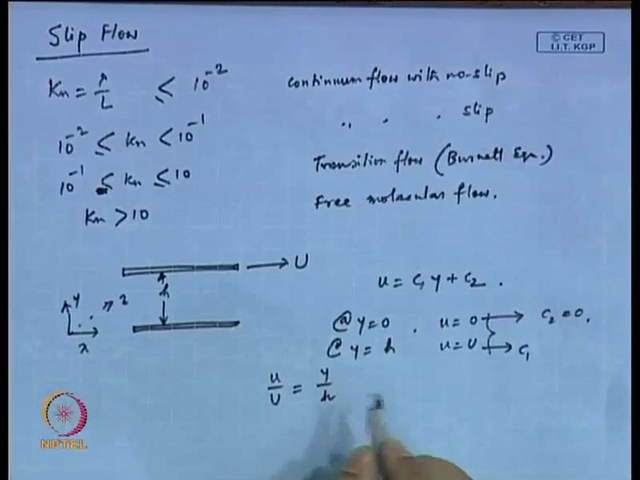 Slip Flow
© CET
I.I.T. KGP
Kn = λ/L ≤ 10^-2 continuum flow with no-slip
10^-2 ≤ Kn < 10^-1 " " " slip
10^-1 ≤ Kn ≤ 10 Transition flow (Burnett Eqn.)
Kn > 10 Free molecular flow.
U
h
y
z
x
u = C₁ y + C₂ .
@ y = 0 . u = 0 → C₂ = 0.
@ y = h u = U → C₁
u/U = y/h
NPTEL